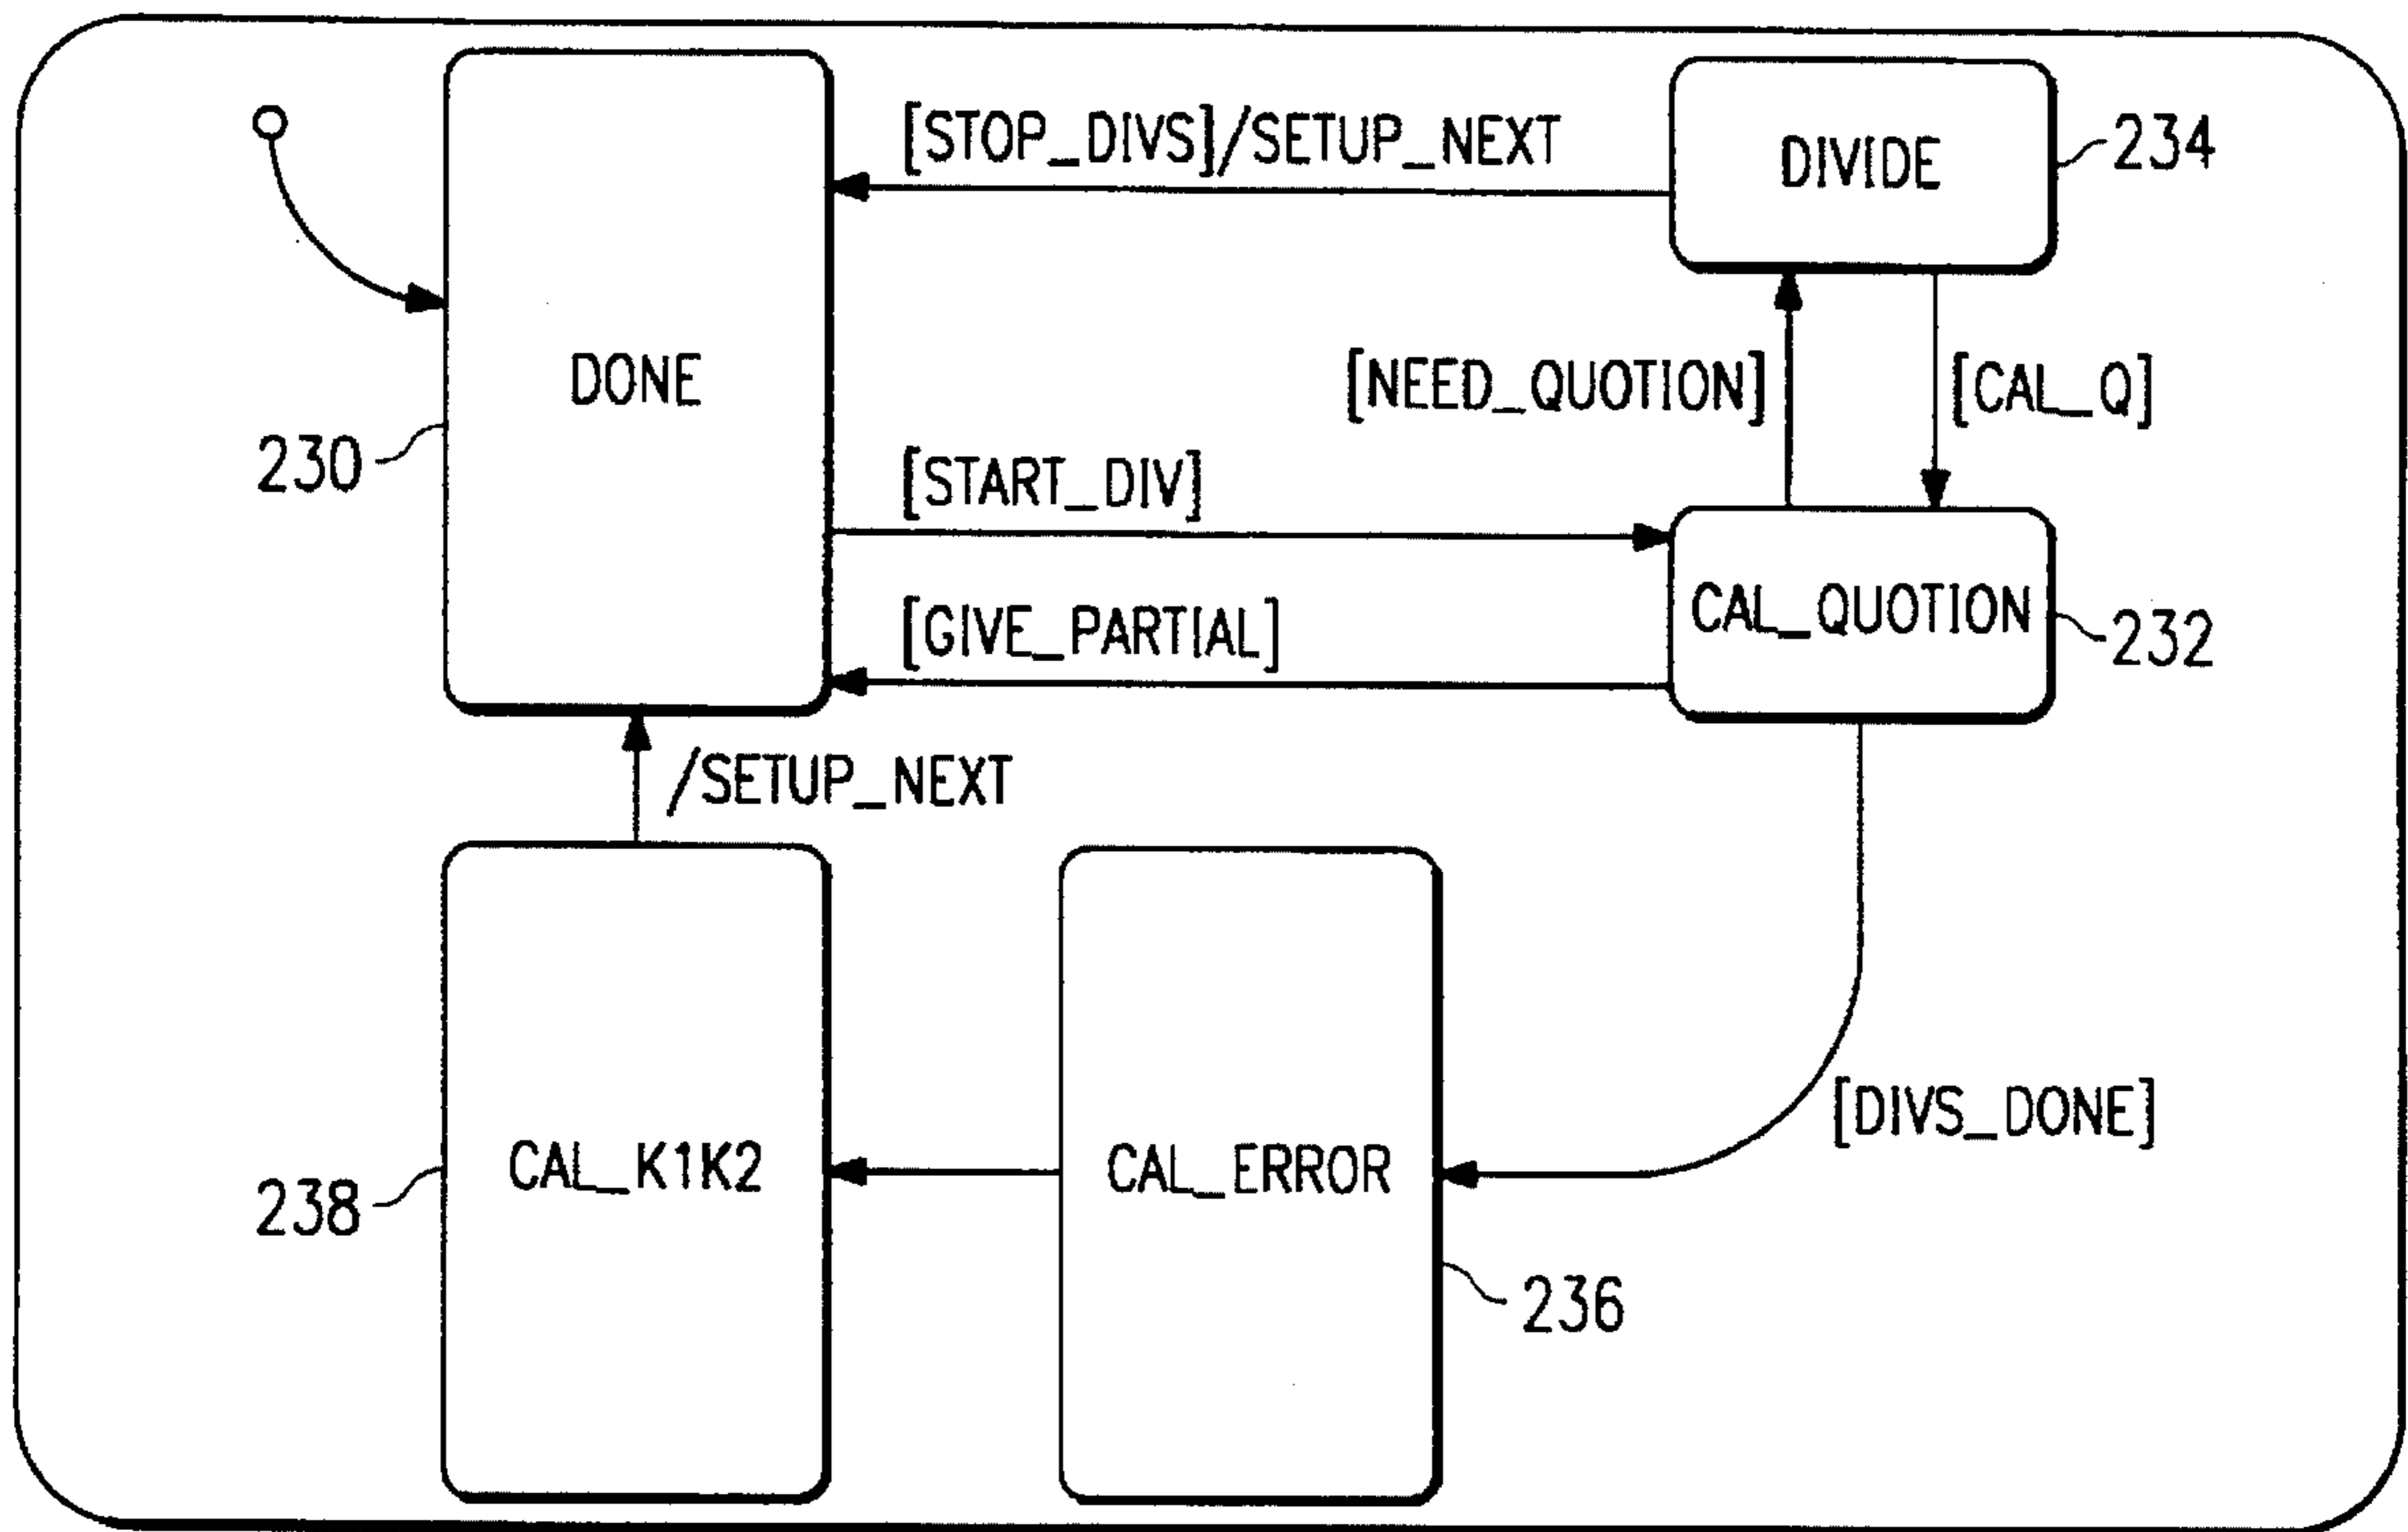 [STOP_DIVS]/SETUP_NEXT
DIVIDE
234
DONE
[NEED_QUOTION]
[CAL_Q]
230
[START_DIV]
CAL_QUOTION
[GIVE_PARTIAL]
232
/SETUP_NEXT
[DIVS_DONE]
CAL_K1K2
CAL_ERROR
238
236